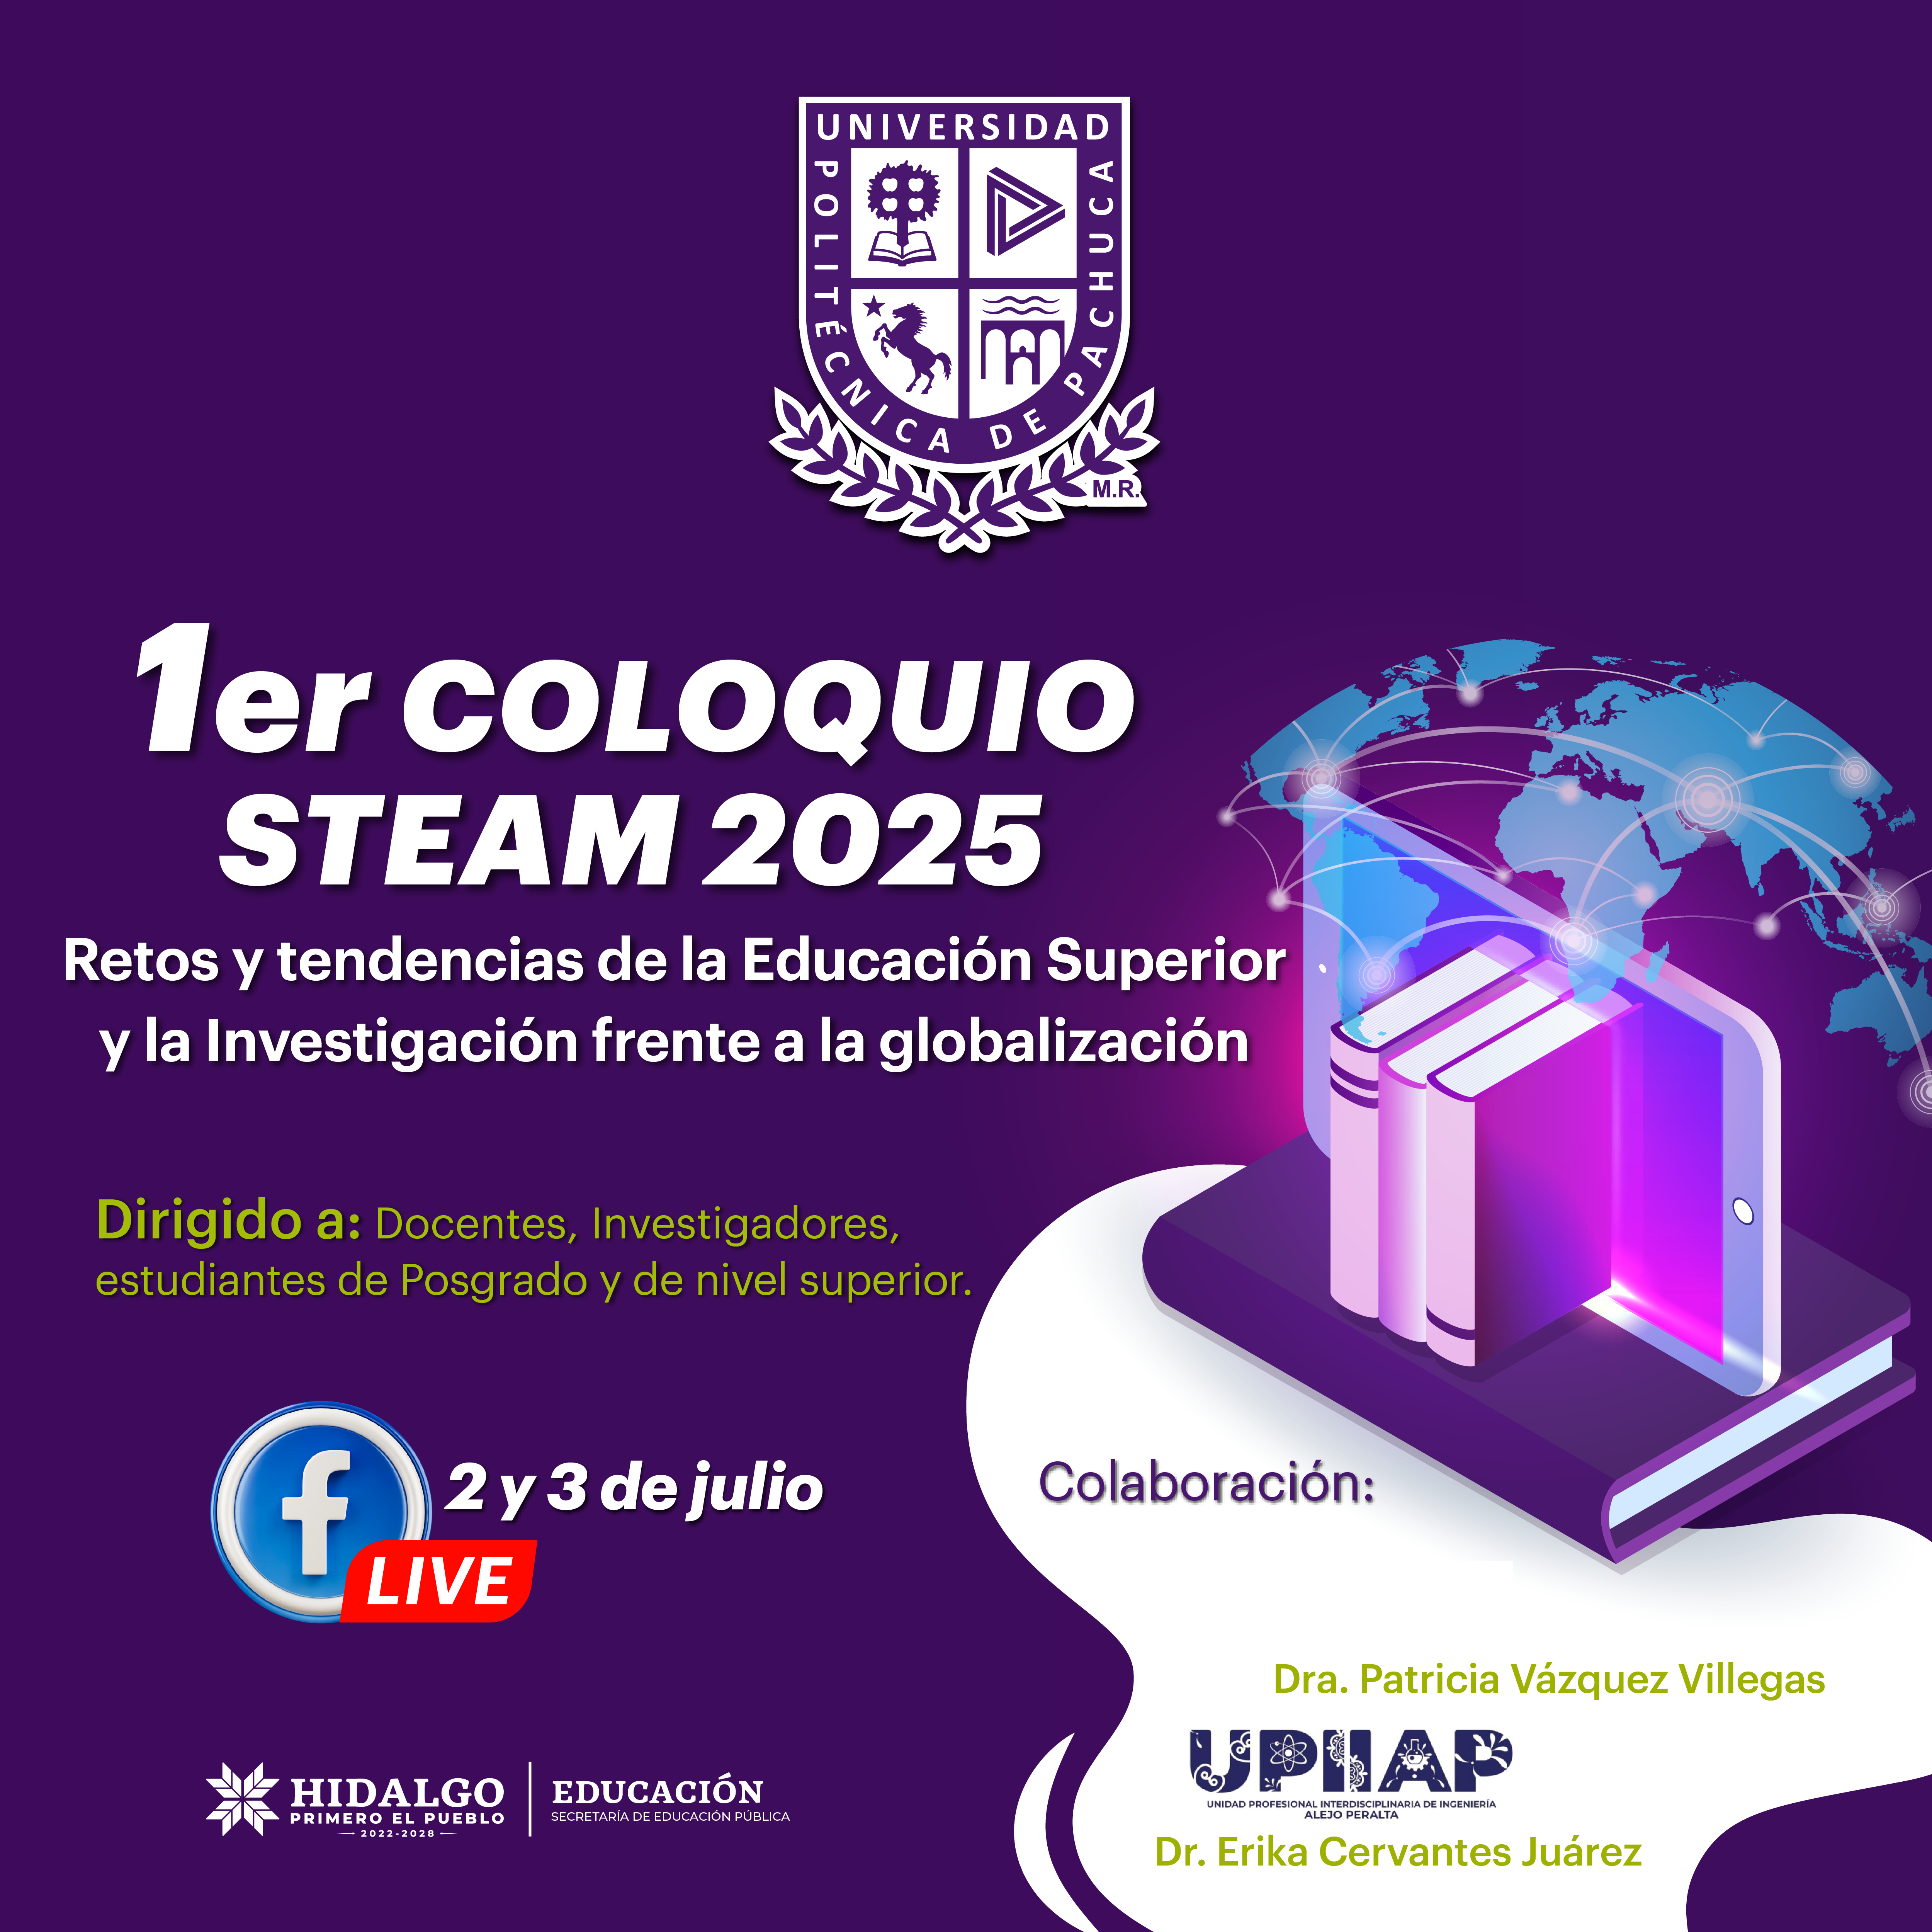 UNIVERSIDAD
POLITÉCNICA DE PACHUCA
M.R.
1er COLOQUIO
STEAM 2025
Retos y tendencias de la Educación Superior
y la Investigación frente a la globalización
Dirigido a: Docentes, Investigadores,
estudiantes de Posgrado y de nivel superior.
2 y 3 de julio
LIVE
Colaboración:
Dra. Patricia Vázquez Villegas
UPIIAP
UNIDAD PROFESIONAL INTERDISCIPLINARIA DE INGENIERÍA
ALEJO PERALTA
Dr. Erika Cervantes Juárez
HIDALGO
PRIMERO EL PUEBLO
2022-2028
EDUCACIÓN
SECRETARÍA DE EDUCACIÓN PÚBLICA